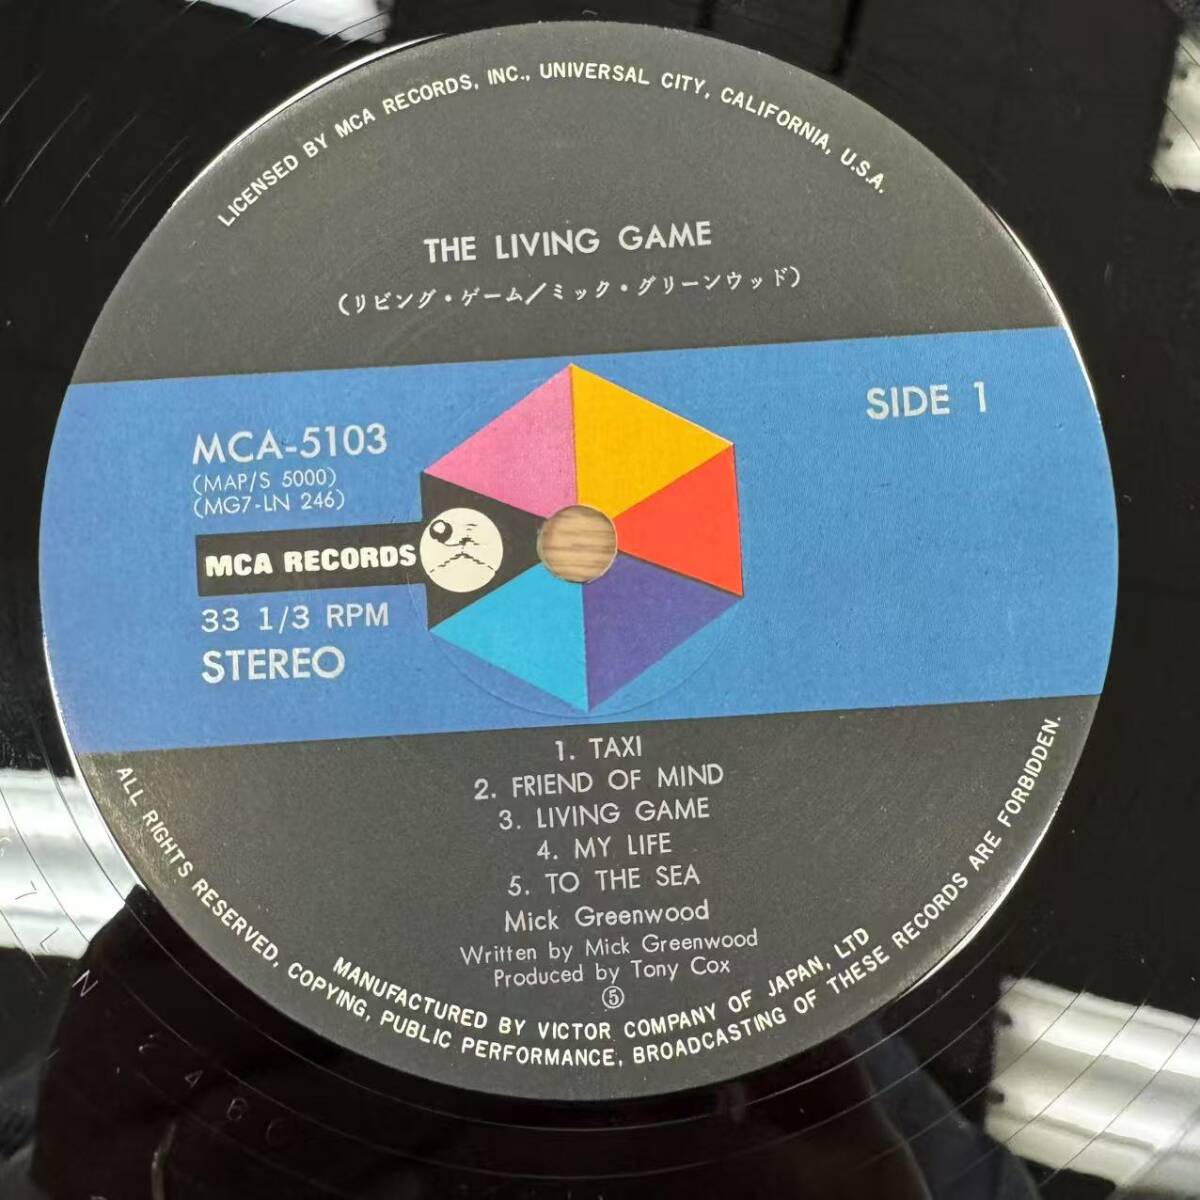 LICENSED BY MCA RECORDS, INC., UNIVERSAL CITY, CALIFORNIA, U.S.A.
THE LIVING GAME
(リビング・ゲーム/ミック・グリーンウッド)
SIDE 1
MCA-5103
(MAP/S 5000)
(MG7-LN 246)
MCA RECORDS
33 1/3 RPM
STEREO
1. TAXI
2. FRIEND OF MIND
3. LIVING GAME
4. MY LIFE
5. TO THE SEA
Mick Greenwood
Written by Mick Greenwood
Produced by Tony Cox
⑤
MANUFACTURED BY VICTOR COMPANY OF JAPAN, LTD
ALL RIGHTS RESERVED, COPYING, PUBLIC PERFORMANCE, BROADCASTING OF THESE RECORDS ARE FORBIDDEN.